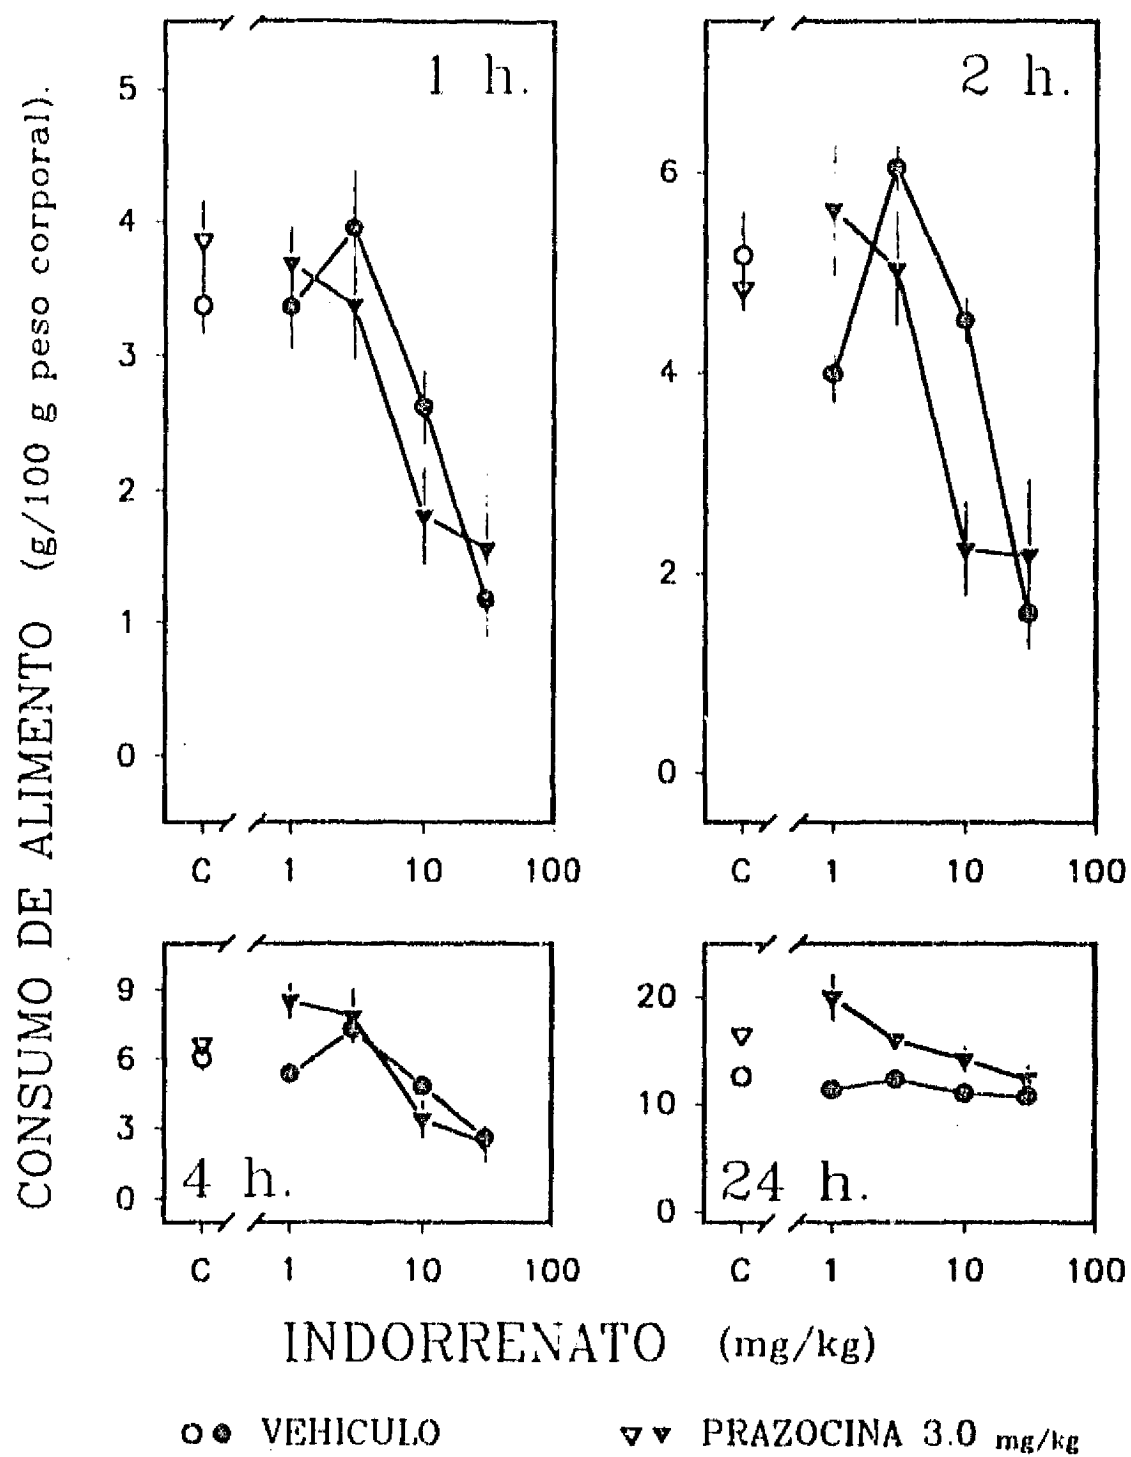 CONSUMO DE ALIMENTO (g/100 g peso corporal).
1 h.
5
4
3
2
1
0
C 1 10 100
2 h.
6
4
2
0
C 1 10 100
4 h.
9
6
3
0
C 1 10 100
24 h.
20
10
0
C 1 10 100
INDORRENATO (mg/kg)
VEHICULO PRAZOCINA 3.0 mg/kg